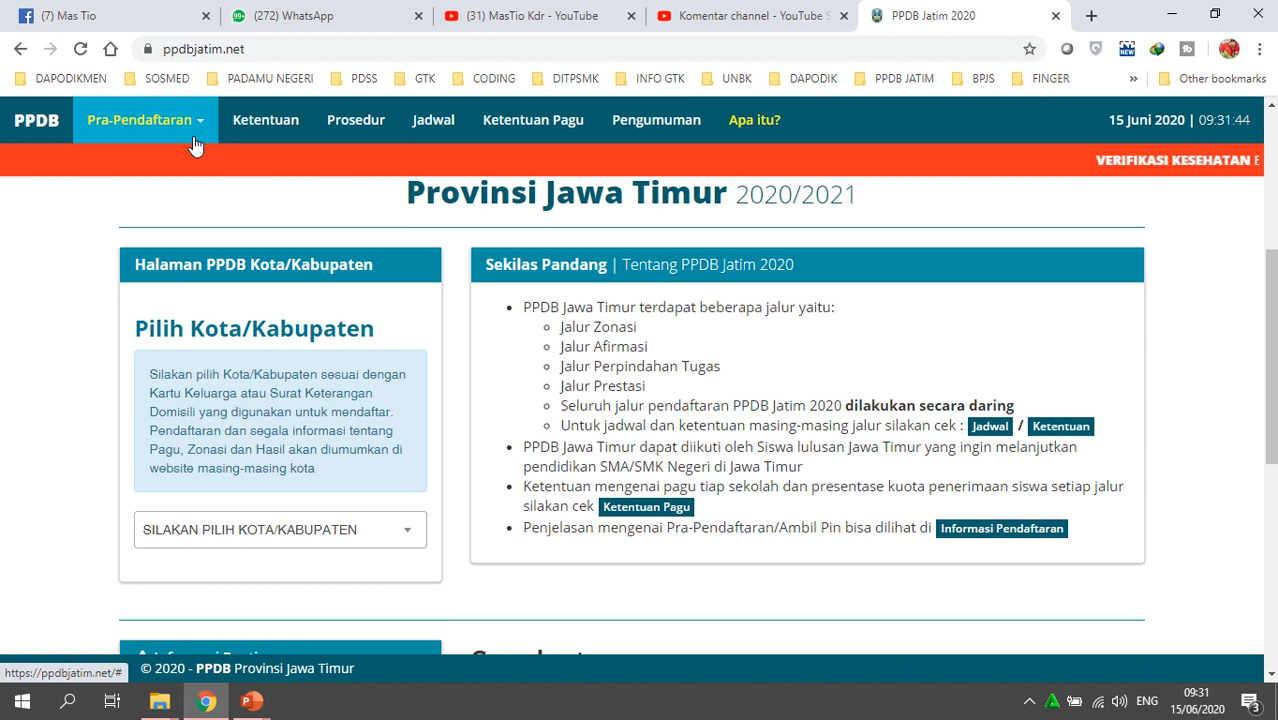 (7) Mas Tio
(272) WhatsApp
(31) MasTio Kdr - YouTube
Komentar channel - YouTube S
PPDB Jatim 2020
ppdbjatim.net
DAPODIKMEN
SOSMED
PADAMU NEGERI
PDSS
GTK
CODING
DITPSMK
INFO GTK
UNBK
DAPODIK
PPDB JATIM
BPJS
FINGER
»
Other bookmarks
PPDB
Pra-Pendaftaran
Ketentuan
Prosedur
Jadwal
Ketentuan Pagu
Pengumuman
Apa itu?
15 Juni 2020 | 09:31:44
VERIFIKASI KESEHATAN
Provinsi Jawa Timur 2020/2021
Halaman PPDB Kota/Kabupaten
Pilih Kota/Kabupaten
Silakan pilih Kota/Kabupaten sesuai dengan
Kartu Keluarga atau Surat Keterangan
Domisili yang digunakan untuk mendaftar.
Pendaftaran dan segala informasi tentang
Pagu, Zonasi dan Hasil akan diumumkan di
website masing-masing kota
SILAKAN PILIH KOTA/KABUPATEN
Sekilas Pandang | Tentang PPDB Jatim 2020
• PPDB Jawa Timur terdapat beberapa jalur yaitu:
Jalur Zonasi
Jalur Afirmasi
Jalur Perpindahan Tugas
Jalur Prestasi
Seluruh jalur pendaftaran PPDB Jatim 2020 dilakukan secara daring
Untuk jadwal dan ketentuan masing-masing jalur silakan cek : Jadwal / Ketentuan
• PPDB Jawa Timur dapat diikuti oleh Siswa lulusan Jawa Timur yang ingin melanjutkan
pendidikan SMA/SMK Negeri di Jawa Timur
• Ketentuan mengenai pagu tiap sekolah dan presentase kuota penerimaan siswa setiap jalur
silakan cek Ketentuan Pagu
• Penjelasan mengenai Pra-Pendaftaran/Ambil Pin bisa dilihat di Informasi Pendaftaran
https://ppdbjatim.net/#
© 2020 - PPDB Provinsi Jawa Timur
ENG
09:31
15/06/2020
3